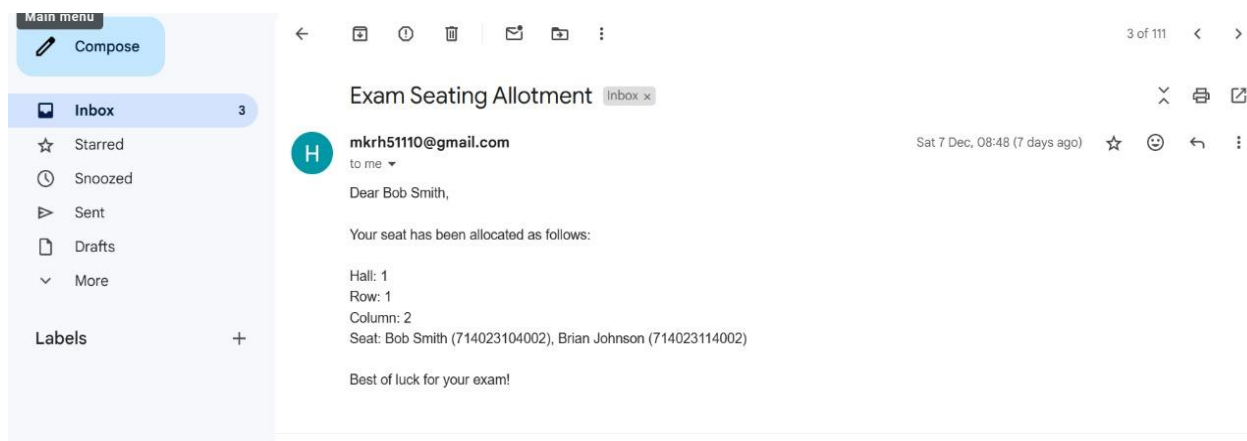 Main menu
Compose
3 of 111
Inbox 3
Starred
Snoozed
Sent
Drafts
More
Labels
Exam Seating Allotment Inbox ×
H
mkrh51110@gmail.com
Sat 7 Dec, 08:48 (7 days ago)
to me
Dear Bob Smith,
Your seat has been allocated as follows:
Hall: 1
Row: 1
Column: 2
Seat: Bob Smith (714023104002), Brian Johnson (714023114002)
Best of luck for your exam!